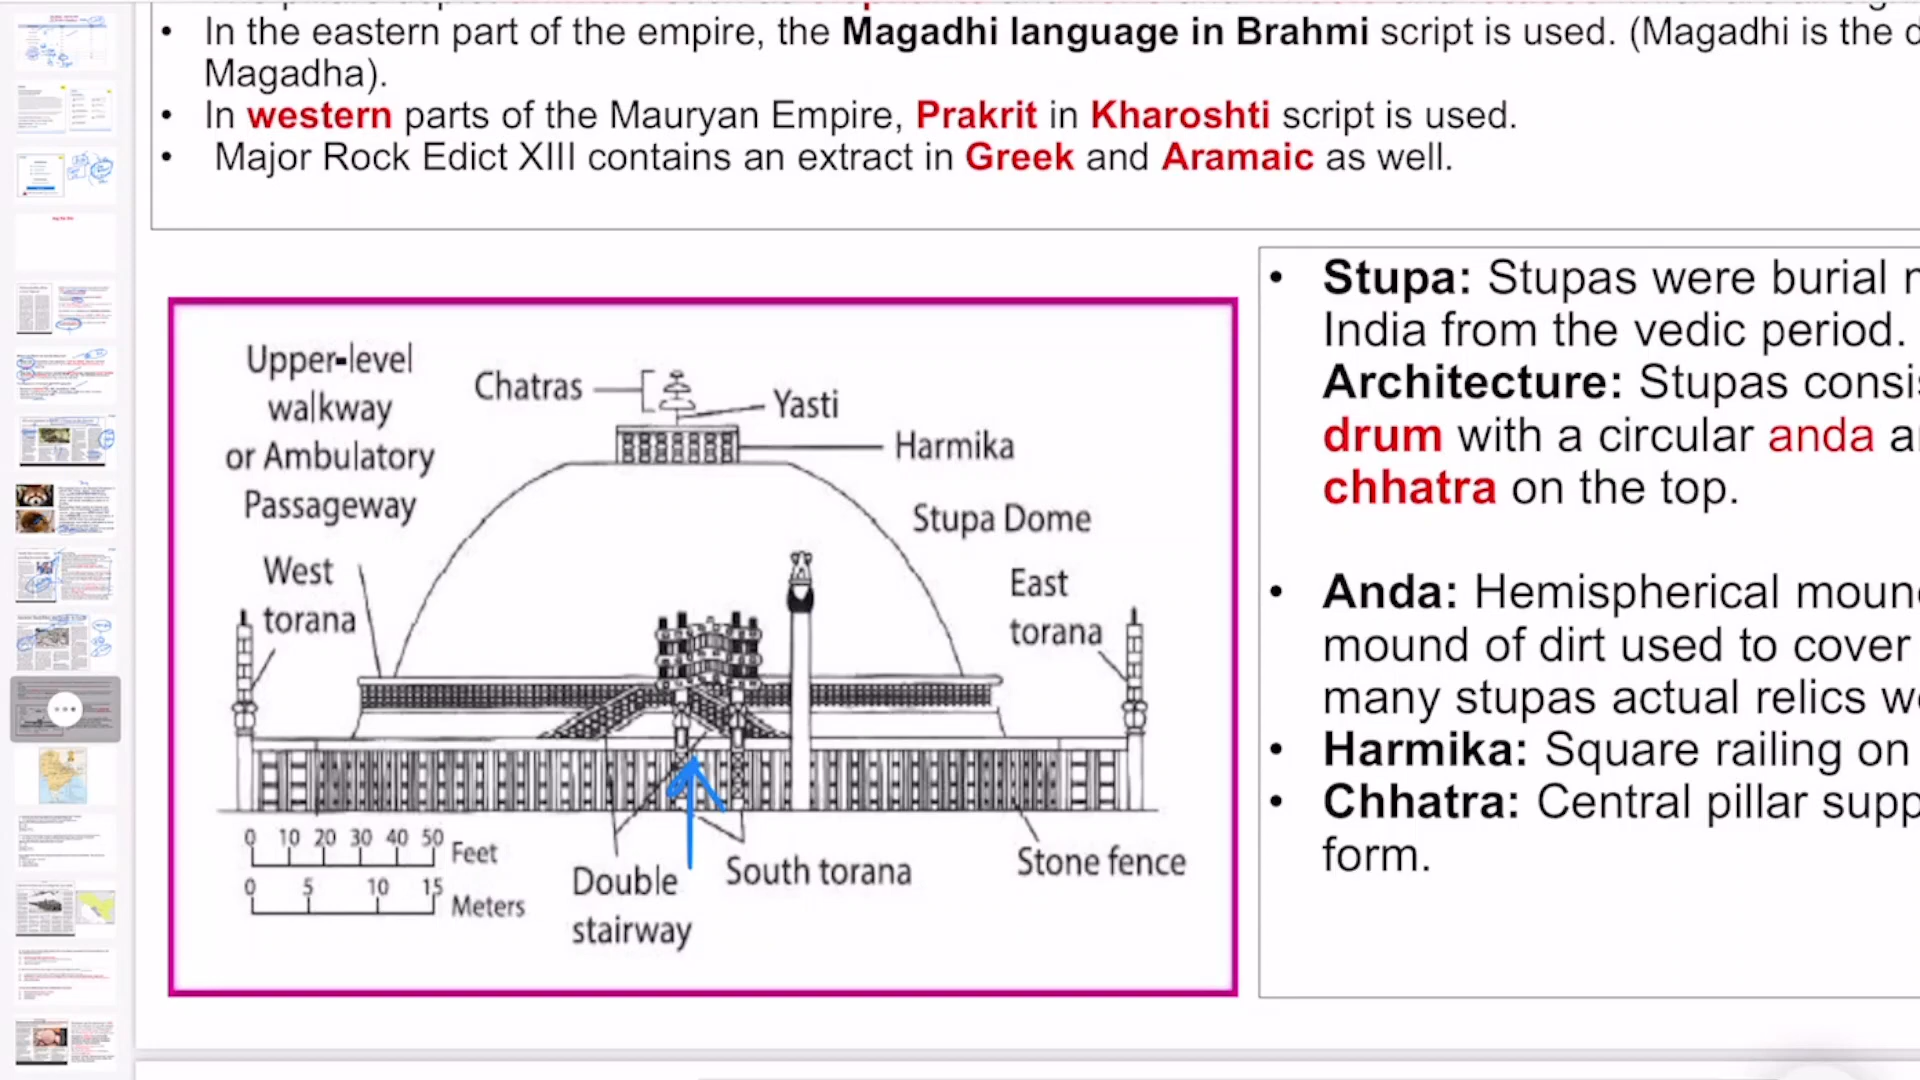 • In the eastern part of the empire, the Magadhi language in Brahmi script is used. (Magadhi is the
Magadha).
• In western parts of the Mauryan Empire, Prakrit in Kharoshti script is used.
• Major Rock Edict XIII contains an extract in Greek and Aramaic as well.
Upper-level
walkway
or Ambulatory
Passageway
Chatras
Yasti
Harmika
Stupa Dome
West
torana
East
torana
0 10 20 30 40 50
Feet
0 5 10 15
Meters
Double
stairway
South torana
Stone fence
• Stupa: Stupas were burial
India from the vedic period.
Architecture: Stupas
drum with a circular anda
chhatra on the top.
• Anda: Hemispherical
mound of dirt used to cover
many stupas actual relics
• Harmika: Square railing on
• Chhatra: Central pillar
form.